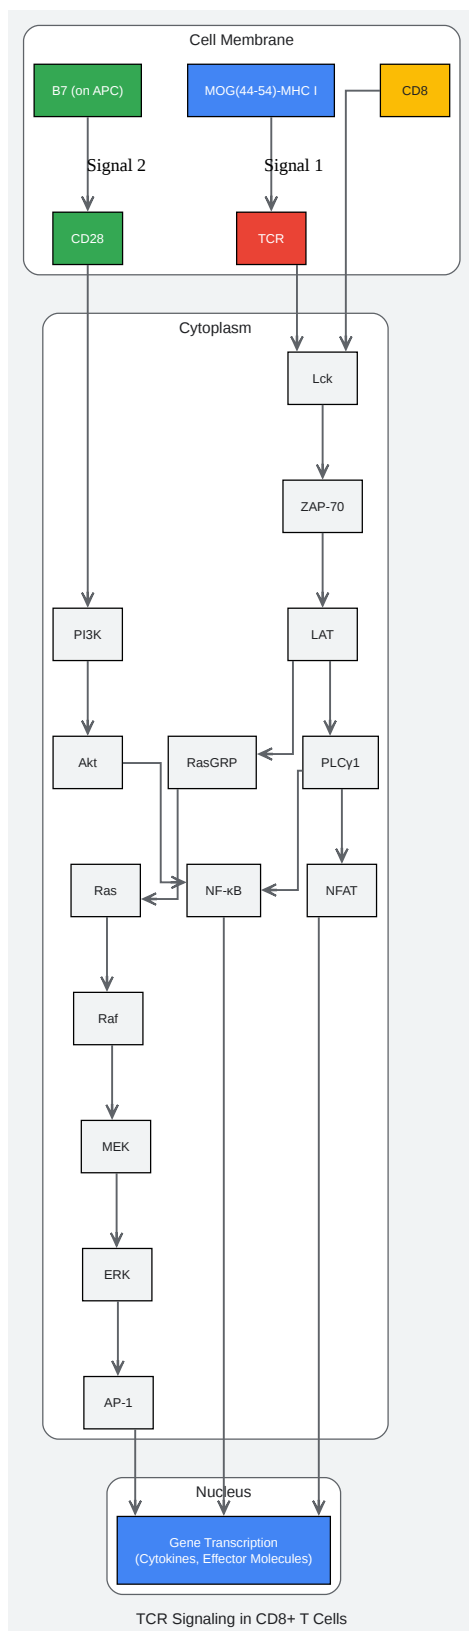 Cell Membrane
B7 (on APC)
MOG(44-54)-MHC I
CD8
Signal 2
Signal 1
CD28
TCR
Cytoplasm
Lck
ZAP-70
PI3K
LAT
Akt
RasGRP
PLCγ1
Ras
NF-κB
NFAT
Raf
MEK
ERK
AP-1
Nucleus
Gene Transcription
(Cytokines, Effector Molecules)
TCR Signaling in CD8+ T Cells